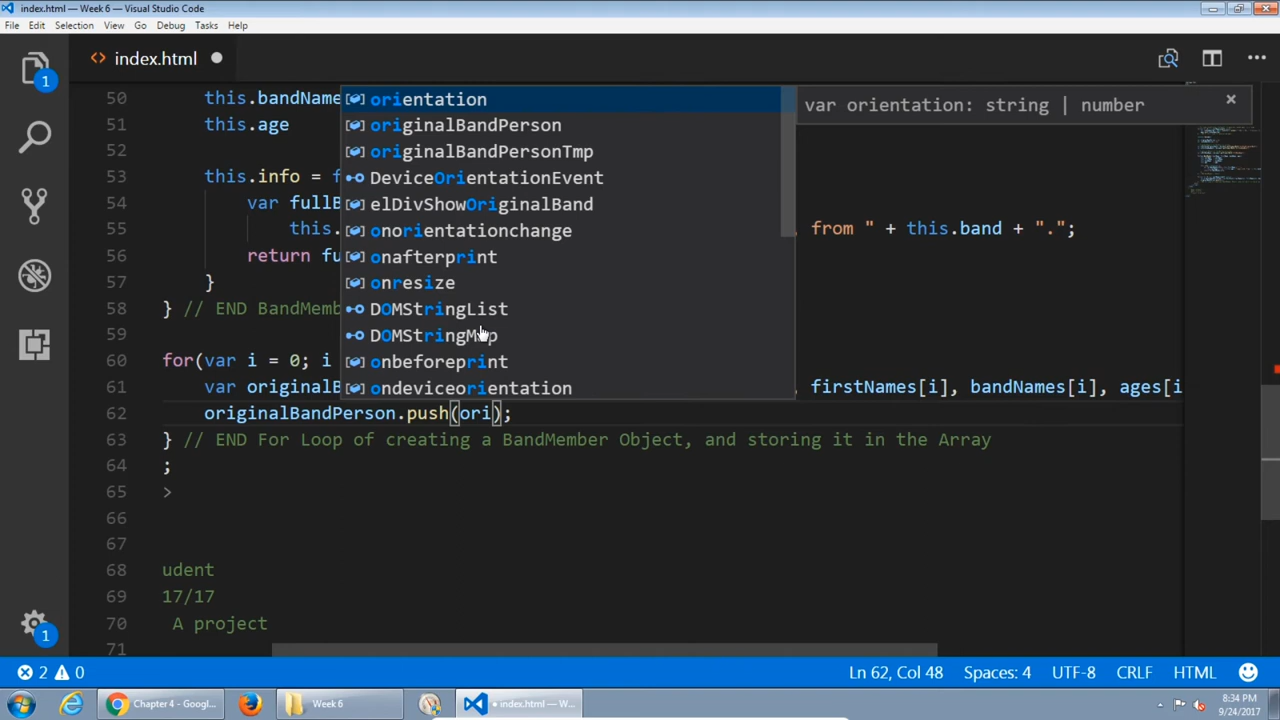 index.html — Week 6 - Visual Studio Code
File Edit Selection View Go Debug Tasks Help
index.html
50 this.bandName
51 this.age
52
53 this.info = f
54 var fullB
55 this. from " + this.band + ".";
56 return fu
57 }
58 } // END BandMemb
59
60 for(var i = 0; i
61 var originalB , firstNames[i], bandNames[i], ages[i
62 originalBandPerson.push(ori);
63 } // END For Loop of creating a BandMember Object, and storing it in the Array
64 ;
65 >
66
67
68 udent
69 17/17
70 A project
71
orientation
originalBandPerson
originalBandPersonTmp
DeviceOrientationEvent
elDivShowOriginalBand
onorientationchange
onafterprint
onresize
DOMStringList
DOMStringMap
onbeforeprint
ondeviceorientation
var orientation: string | number ×
1
1
2 0 Ln 62, Col 48 Spaces: 4 UTF-8 CRLF HTML
Chapter 4 - Googl... Week 6 • index.html — W...
8:34 PM
9/24/2017